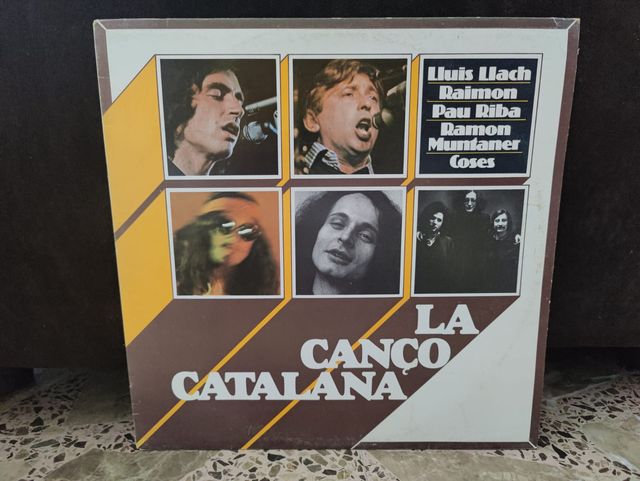 Lluis Llach
Raimon
Pau Riba
Ramon
Muntaner
Coses
LA
CANÇO
CATALANA